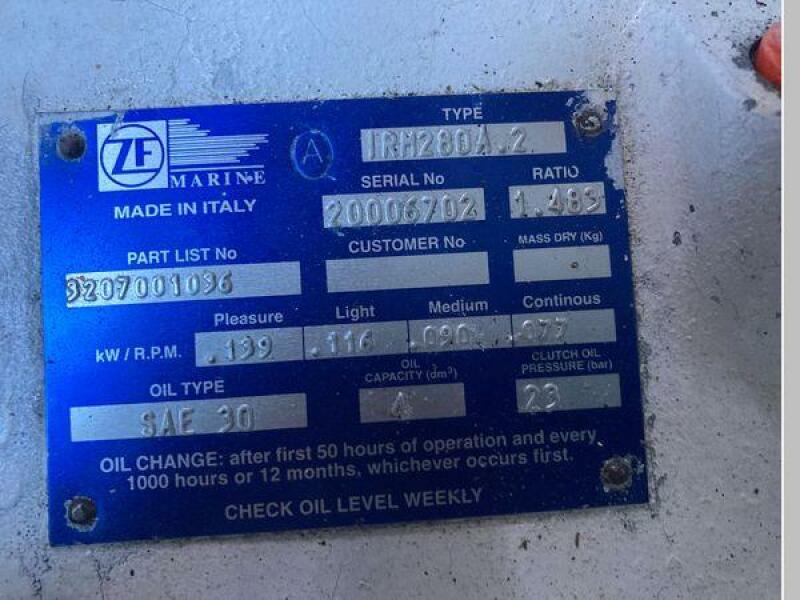 ZF
MARINE
MADE IN ITALY
A
TYPE
IRM280A.2
SERIAL No
20006702
RATIO
1.485
PART LIST No
3207001036
CUSTOMER No
MASS DRY (Kg)
kW / R.P.M.
Pleasure
Light
Medium
Continous
.139
.116
.090
.077
OIL TYPE
SAE 30
OIL
CAPACITY (dm³)
4
CLUTCH OIL
PRESSURE (bar)
23
OIL CHANGE: after first 50 hours of operation and every
1000 hours or 12 months, whichever occurs first.
CHECK OIL LEVEL WEEKLY